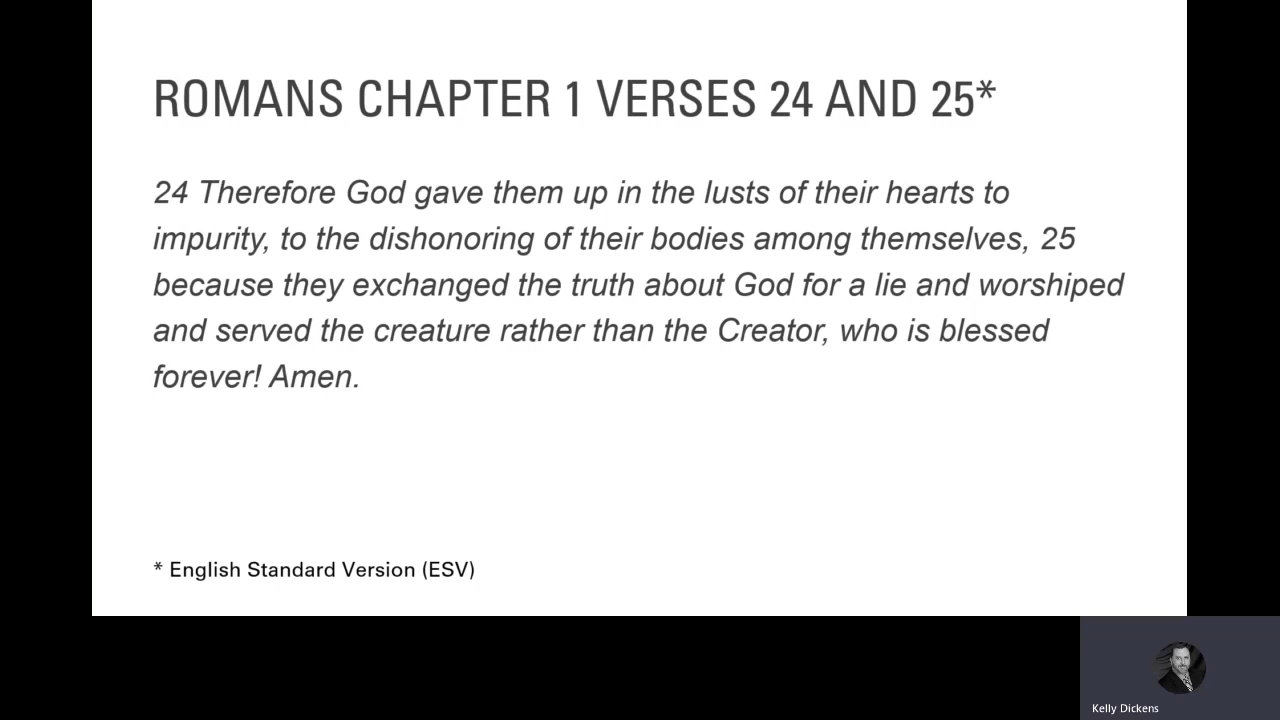 ROMANS CHAPTER 1 VERSES 24 AND 25*
24 Therefore God gave them up in the lusts of their hearts to
impurity, to the dishonoring of their bodies among themselves, 25
because they exchanged the truth about God for a lie and worshiped
and served the creature rather than the Creator, who is blessed
forever! Amen.
* English Standard Version (ESV)
Kelly Dickens